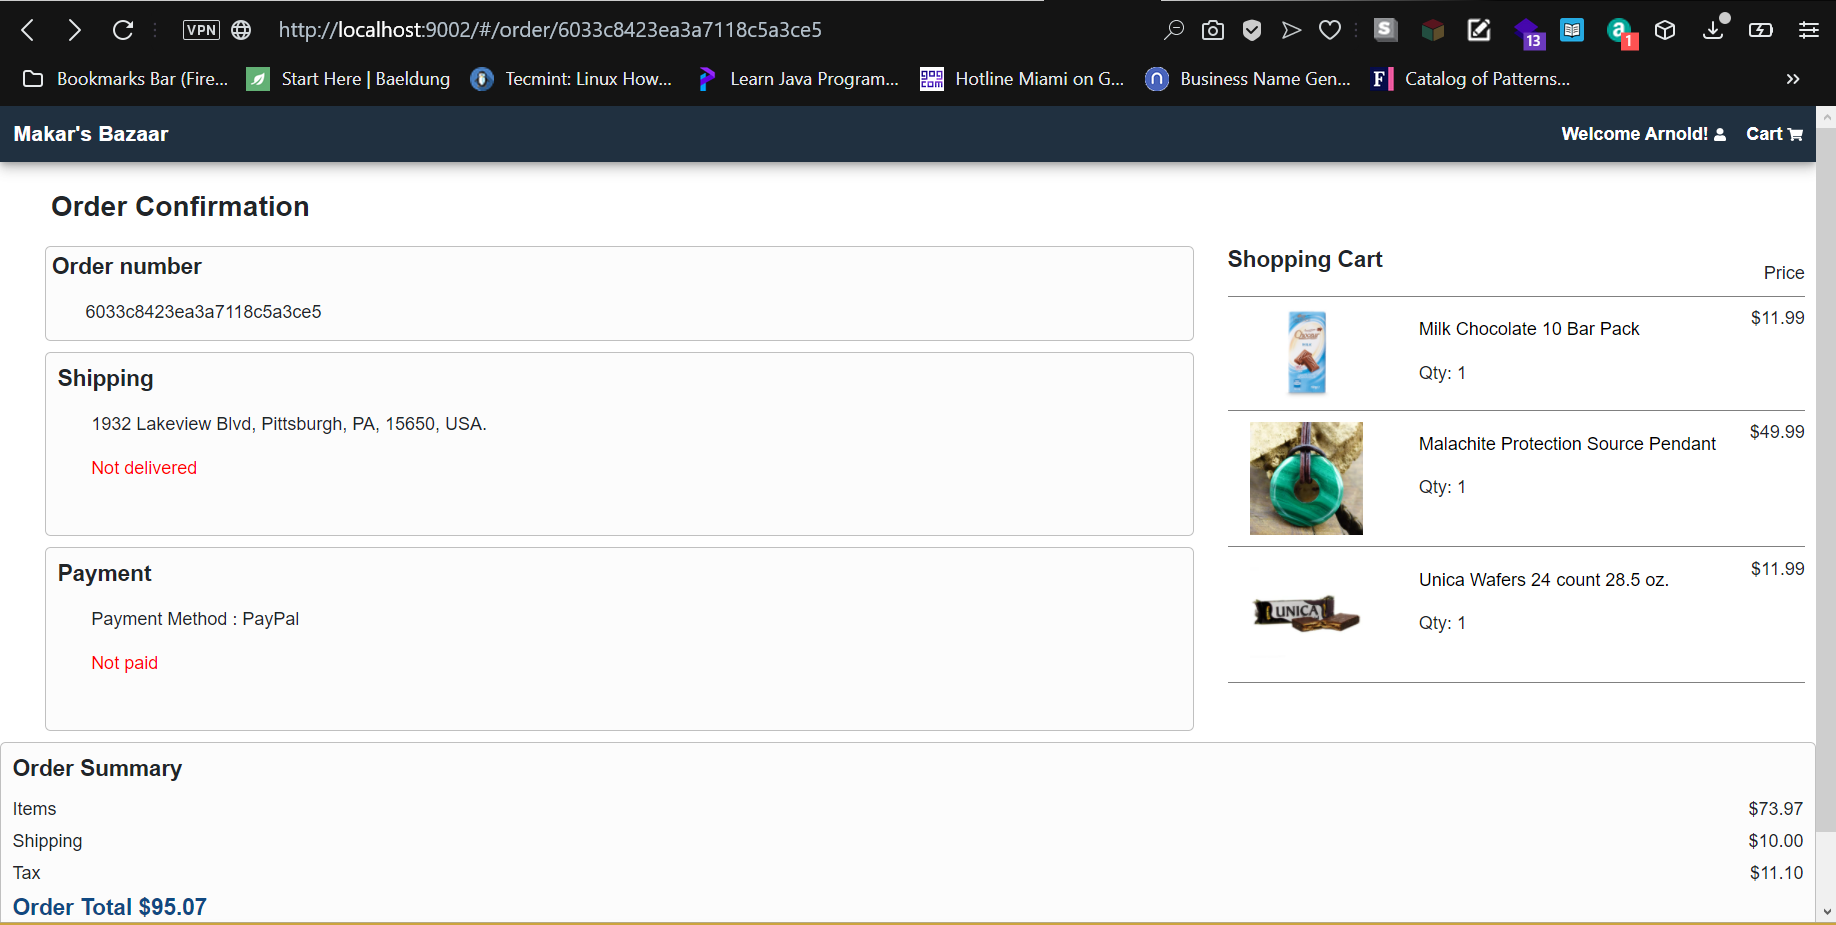 VPN http://localhost:9002/#/order/6033c8423ea3a7118c5a3ce5 S 13 a 1
Bookmarks Bar (Fire... Start Here | Baeldung Tecmint: Linux How... Learn Java Program... gog com Hotline Miami on G... n Business Name Gen... F Catalog of Patterns... »
Makar's Bazaar Welcome Arnold! Cart
Order Confirmation
Order number
6033c8423ea3a7118c5a3ce5
Shipping
1932 Lakeview Blvd, Pittsburgh, PA, 15650, USA.
Not delivered
Payment
Payment Method : PayPal
Not paid
Shopping Cart
Price
Milk Chocolate 10 Bar Pack $11.99
Qty: 1
Malachite Protection Source Pendant $49.99
Qty: 1
UNICA
Unica Wafers 24 count 28.5 oz. $11.99
Qty: 1
Order Summary
Items $73.97
Shipping $10.00
Tax $11.10
Order Total $95.07